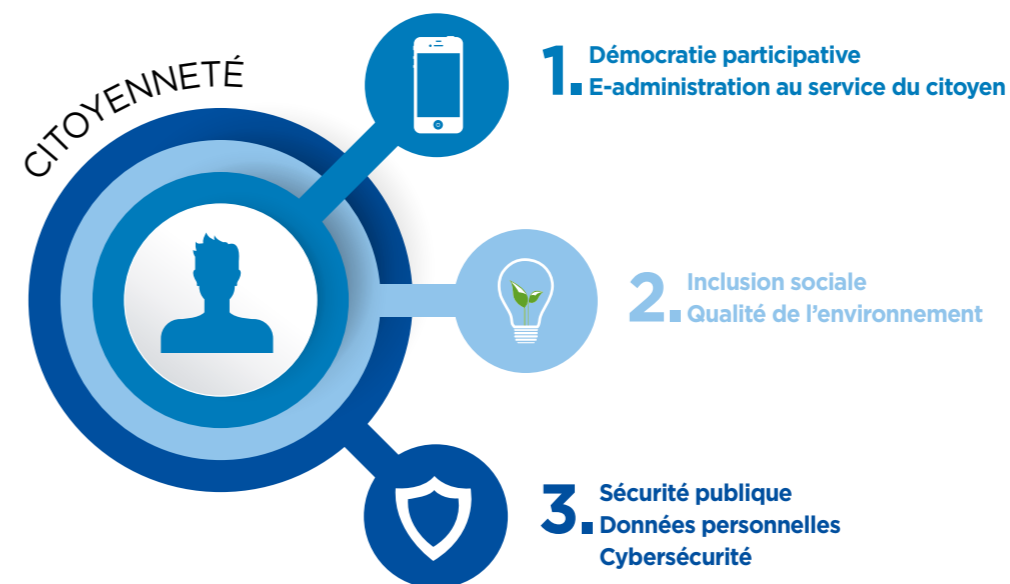 CITOYENNETÉ
1. Démocratie participative
E-administration au service du citoyen
2. Inclusion sociale
Qualité de l’environnement
3. Sécurité publique
Données personnelles
Cybersécurité